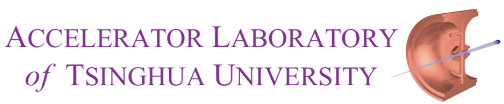 ACCELERATOR LABORATORY
of TSINGHUA UNIVERSITY